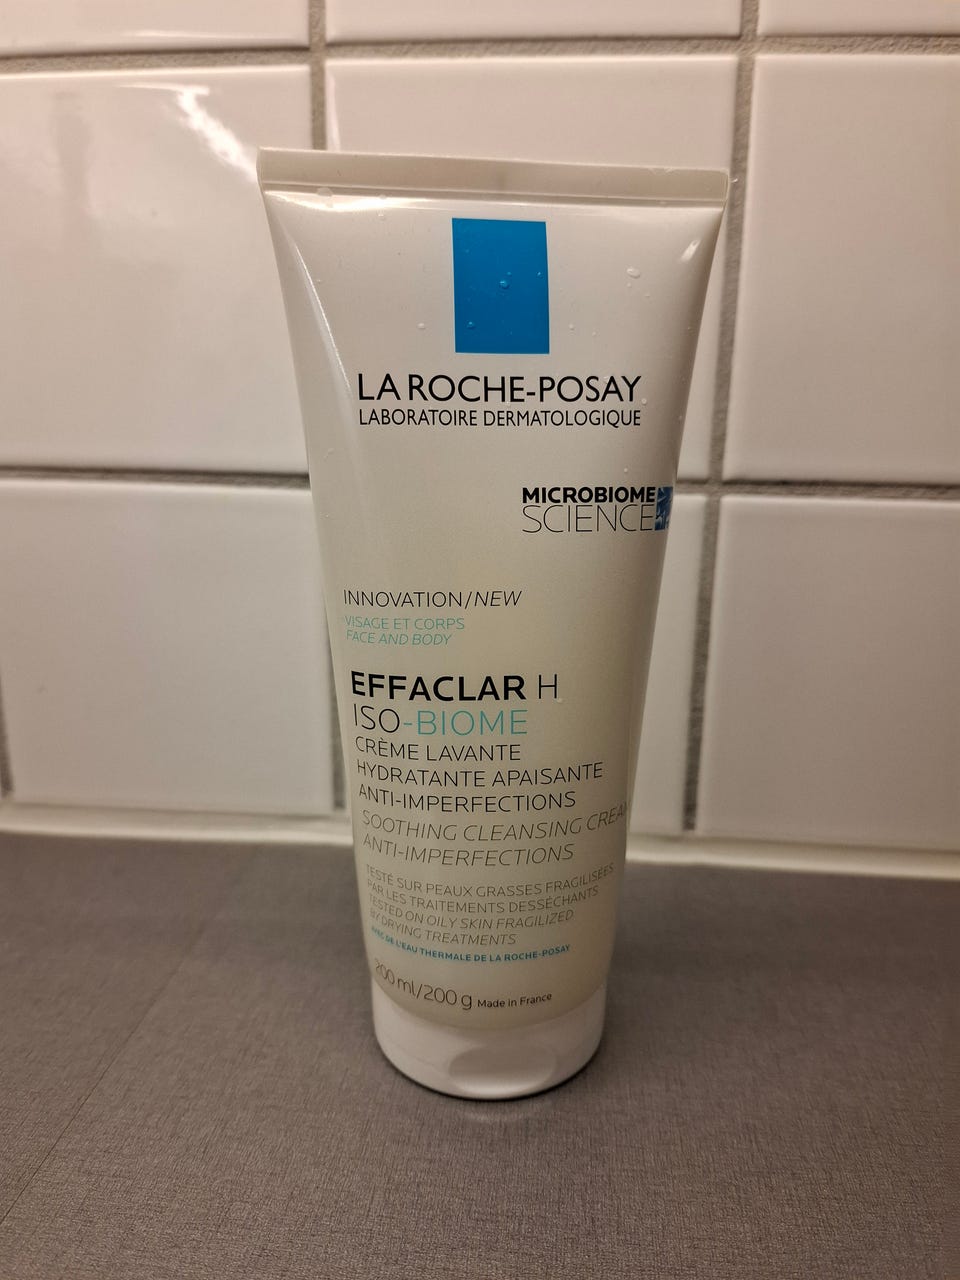 LA ROCHE-POSAY
LABORATOIRE DERMATOLOGIQUE
MICROBIOME
SCIENCE
INNOVATION/NEW
VISAGE ET CORPS
FACE AND BODY
EFFACLAR H
ISO-BIOME
CRÈME LAVANTE
HYDRATANTE APAISANTE
ANTI-IMPERFECTIONS
SOOTHING CLEANSING CREAM
ANTI-IMPERFECTIONS
TESTÉ SUR PEAUX GRASSES FRAGILISÉES
PAR LES TRAITEMENTS DESSÉCHANTS
TESTED ON OILY SKIN FRAGILIZED
BY DRYING TREATMENTS
AVEC DE L'EAU THERMALE DE LA ROCHE-POSAY
200 ml/200 g Made in France